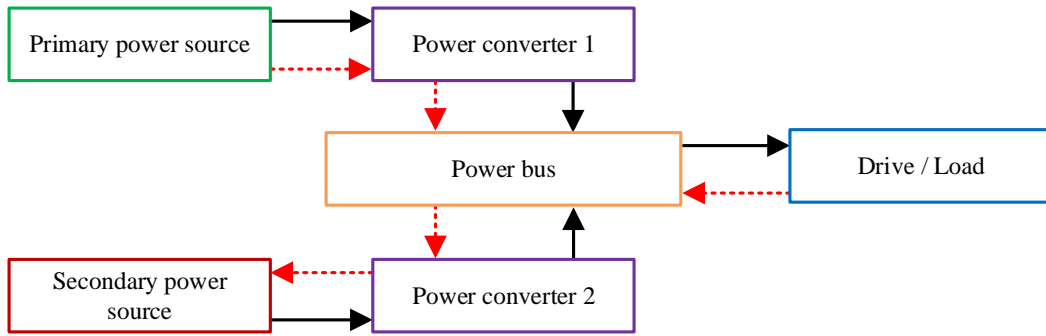 Primary power source
Power converter 1
Power bus
Drive / Load
Secondary power
source
Power converter 2